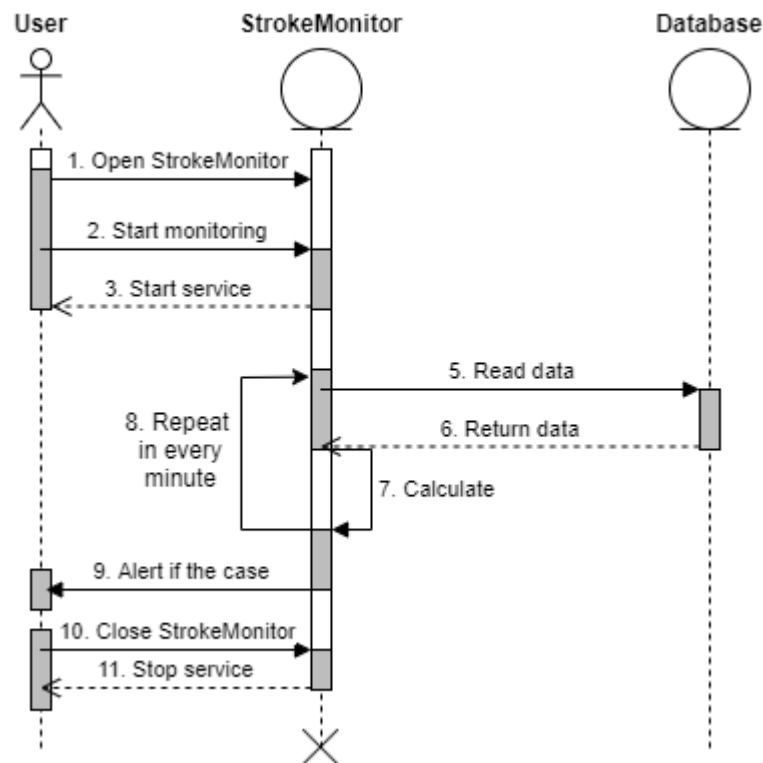 User
StrokeMonitor
Database
1. Open StrokeMonitor
2. Start monitoring
3. Start service
5. Read data
6. Return data
8. Repeat
in every
minute
7. Calculate
9. Alert if the case
10. Close StrokeMonitor
11. Stop service